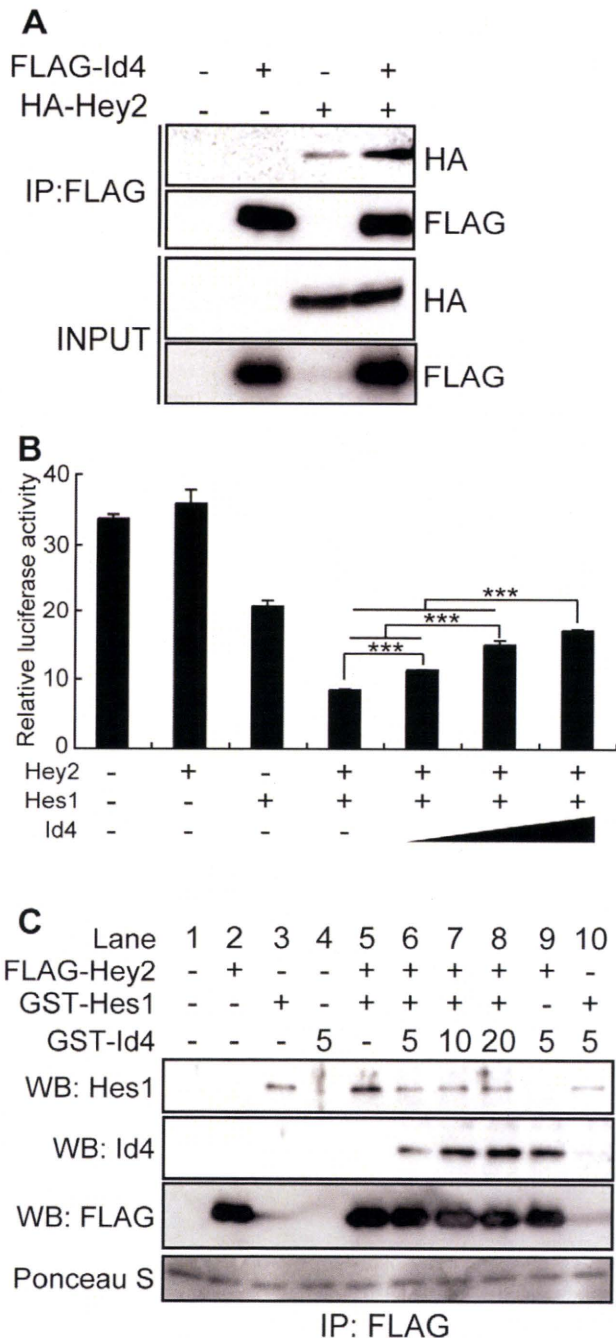 A
FLAG-Id4 - + - +
HA-Hey2 - - + +
IP:FLAG
HA
FLAG
INPUT
HA
FLAG
B
Relative luciferase activity
40
30
20
10
0
***
***
***
Hey2 - + - + + + +
Hes1 - - + + + + +
Id4 - - - -
C
Lane 1 2 3 4 5 6 7 8 9 10
FLAG-Hey2 - + - - + + + + + -
GST-Hes1 - - + - + + + + - +
GST-Id4 - - - 5 - 5 10 20 5 5
WB: Hes1
WB: Id4
WB: FLAG
Ponceau S
IP: FLAG